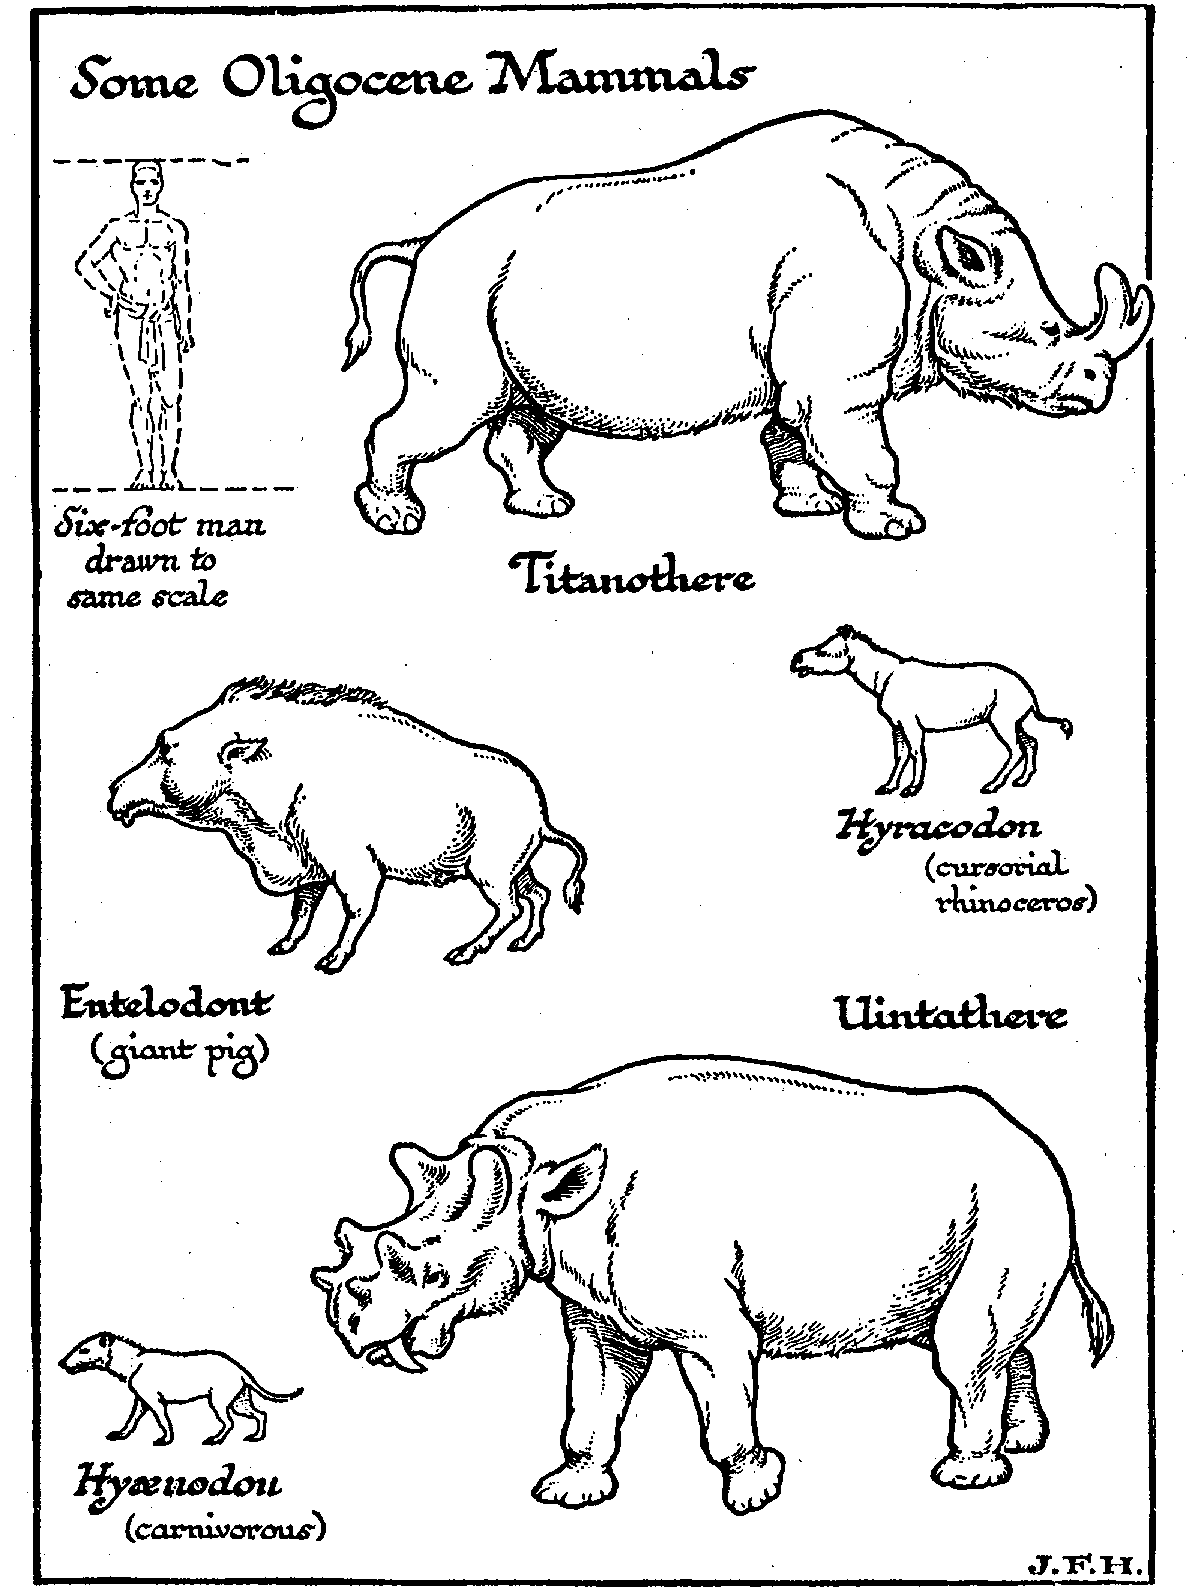 Some Oligocene Mammals
Six-foot man
drawn to
same scale
Titanothere
Hyracodon
(cursorial
rhinoceros)
Entelodont
(giant pig)
Uintathere
Hyænodon
(carnivorous)
J.F.H.